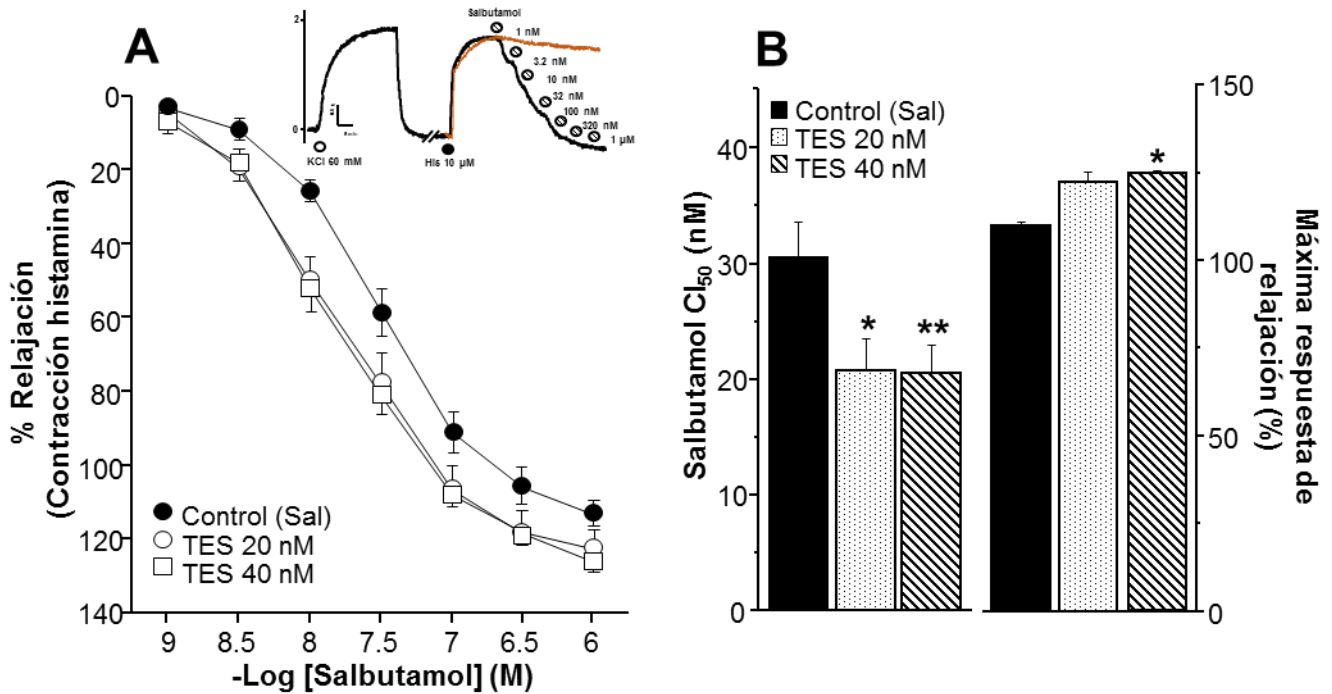 A
2
0
KCl 60 mM
His 10 µM
Salbutamol
1 nM
3.2 nM
10 nM
32 nM
100 nM
320 nM
1 µM
% Relajación
(Contracción histamina)
0
20
40
60
80
100
120
140
Control (Sal)
TES 20 nM
TES 40 nM
9 8.5 8 7.5 7 6.5 6
-Log [Salbutamol] (M)
B
Control (Sal)
TES 20 nM
TES 40 nM
Salbutamol CI50 (nM)
40
30
20
10
0
*
**
*
150
100
50
0
Máxima respuesta de
relajación (%)